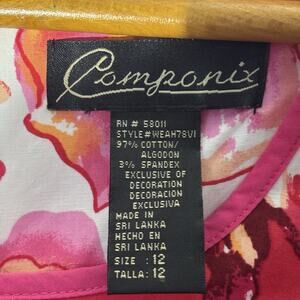 Componix
RN # 58011
STYLE#WEAH78VI
97% COTTON/
ALGODON
3% SPANDEX
EXCLUSIVE OF
DECORATION
DECORACION
EXCLUSIVA
MADE IN
SRI LANKA
HECHO EN
SRI LANKA
SIZE : 12
TALLA: 12